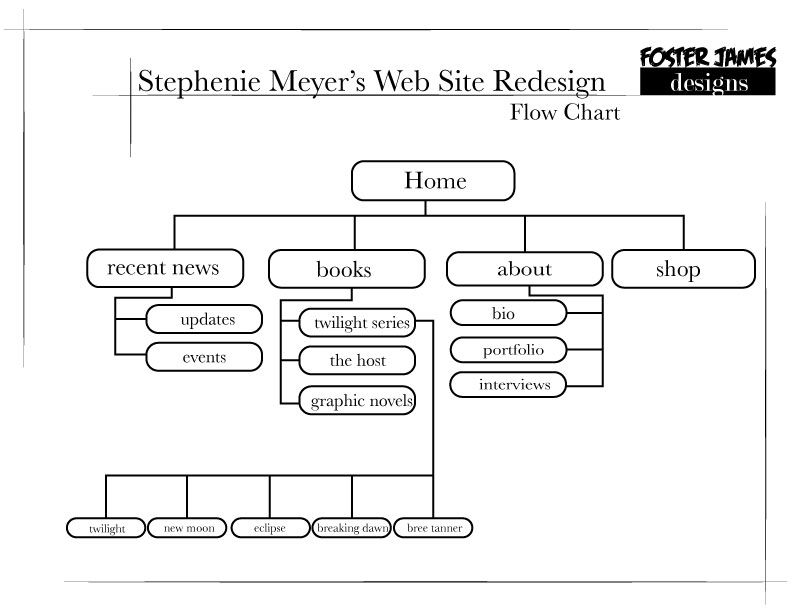 FOSTER JAMES
designs
Stephenie Meyer's Web Site Redesign
Flow Chart
Home
recent news
books
about
shop
updates
events
twilight series
the host
graphic novels
bio
portfolio
interviews
twilight
new moon
eclipse
breaking dawn
bree tanner